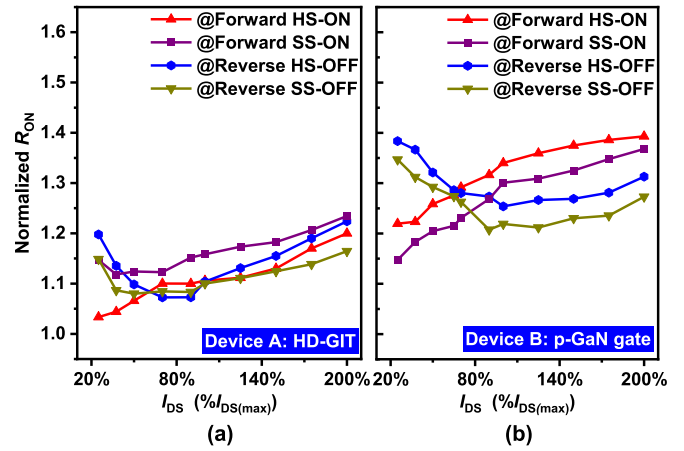 Normalized RON
1.6
1.5
1.4
1.3
1.2
1.1
1.0
@Forward HS-ON
@Forward SS-ON
@Reverse HS-OFF
@Reverse SS-OFF
Device A: HD-GIT
20% 80% 140% 200%
IDS (%IDS(max))
(a)
@Forward HS-ON
@Forward SS-ON
@Reverse HS-OFF
@Reverse SS-OFF
Device B: p-GaN gate
20% 80% 140% 200%
IDS (%IDS(max))
(b)